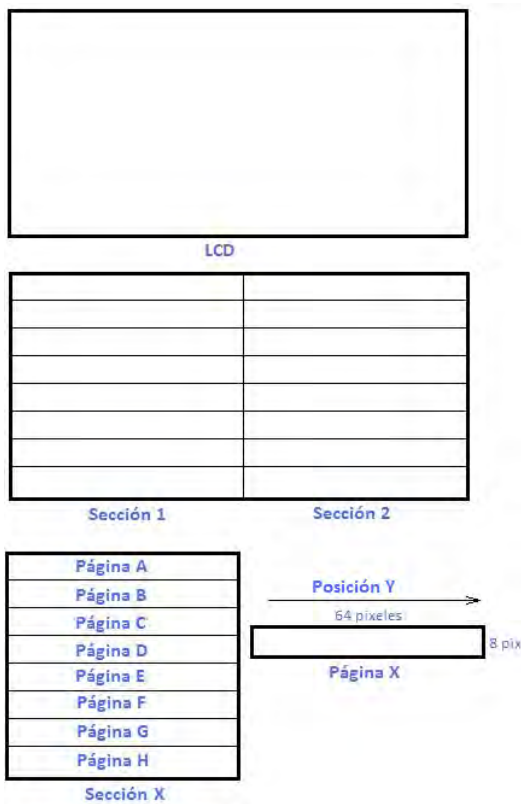 LCD
Sección 1
Sección 2
Página A
Página B
Página C
Página D
Página E
Página F
Página G
Página H
Sección X
Posición Y
64 pixeles
8 pix
Página X